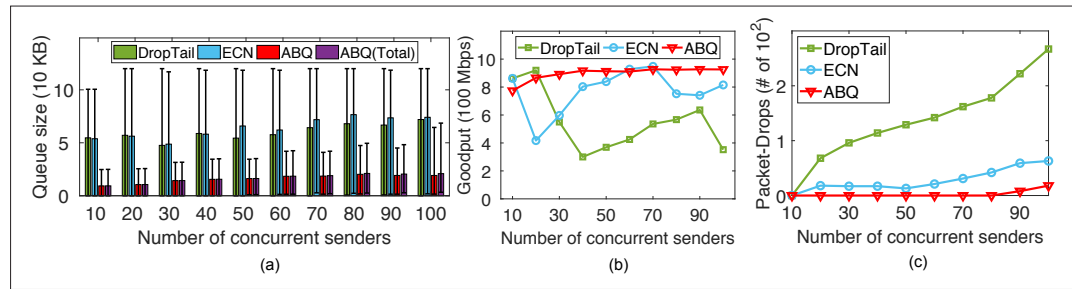 DropTail ECN ABQ ABQ(Total)
Queue size (10 KB)
10
5
0
10 20 30 40 50 60 70 80 90 100
Number of concurrent senders
(a)
DropTail ECN ABQ
Goodput (100 Mbps)
10
8
6
4
2
0
10 30 50 70 90
Number of concurrent senders
(b)
DropTail
ECN
ABQ
Packet-Drops (# of 10²)
2
1
0
10 30 50 70 90
Number of concurrent senders
(c)